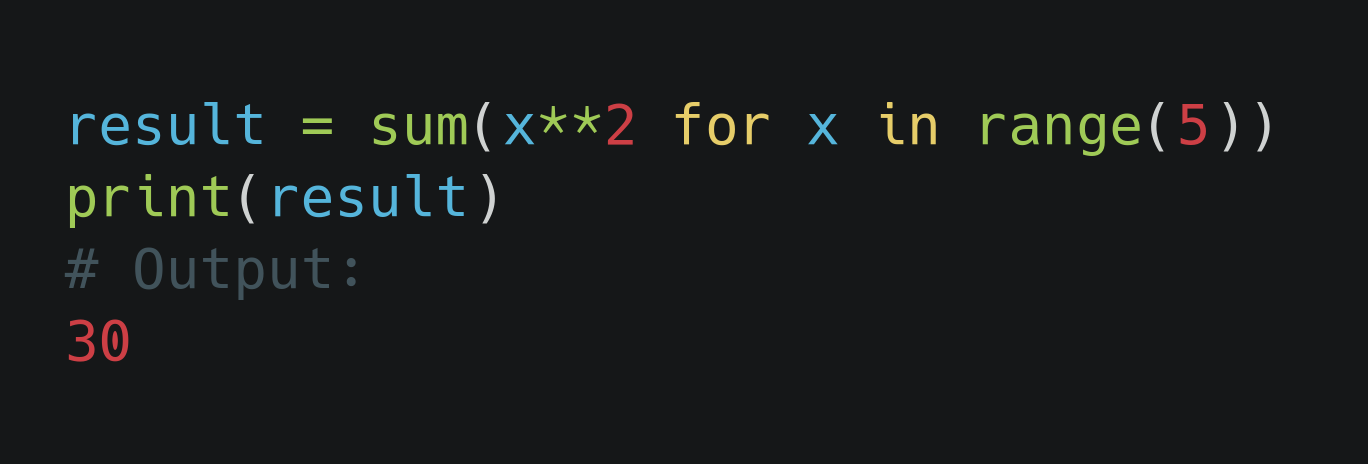 result = sum(x**2 for x in range(5))
print(result)
# Output:
30